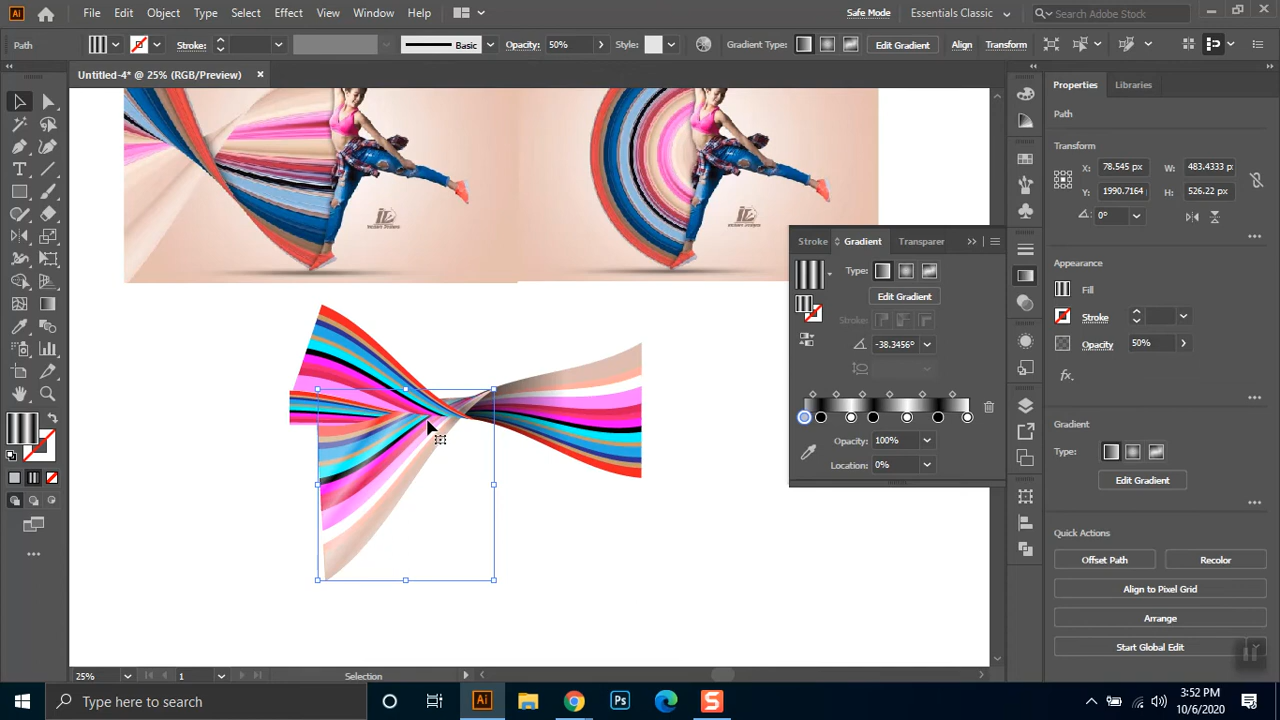 Ai
File Edit Object Type Select Effect View Window Help
Safe Mode
Essentials Classic
Search Adobe Stock
Path
Stroke:
Basic
Opacity: 50%
Style:
Gradient Type:
Edit Gradient
Align
Transform
Untitled-4* @ 25% (RGB/Preview)
Properties
Libraries
Path
Transform
X: 78.545 px
W: 483.4333 p
Y: 1990.7164
H: 526.22 px
0°
Appearance
Fill
Stroke
Opacity
50%
fx.
Gradient
Type:
Edit Gradient
Quick Actions
Offset Path
Recolor
Align to Pixel Grid
Arrange
Start Global Edit
Stroke
Gradient
Transparer
Type:
Edit Gradient
Stroke:
-38.3456°
Opacity: 100%
Location: 0%
25%
1
Selection
Type here to search
Ai
Ps
S
3:52 PM
10/6/2020